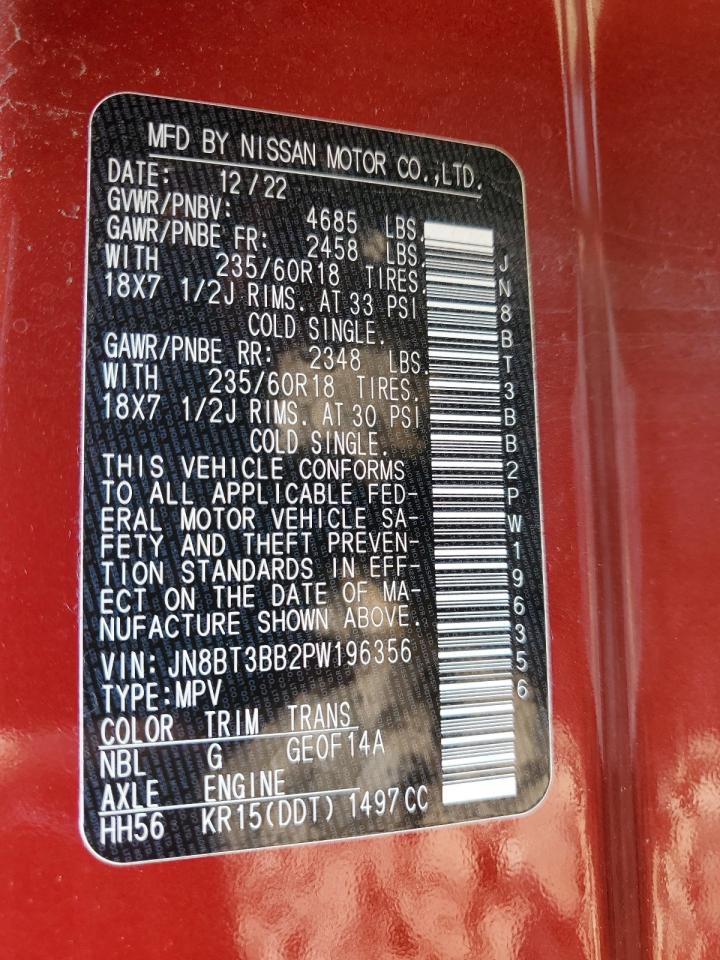 MFD BY NISSAN MOTOR CO.,LTD.
DATE: 12/22
GVWR/PNBV: 4685 LBS.
GAWR/PNBE FR: 2458 LBS.
WITH 235/60R18 TIRES.
18X7 1/2J RIMS. AT 33 PSI
COLD SINGLE.
GAWR/PNBE RR: 2348 LBS.
WITH 235/60R18 TIRES.
18X7 1/2J RIMS. AT 30 PSI
COLD SINGLE.
THIS VEHICLE CONFORMS
TO ALL APPLICABLE FED-
ERAL MOTOR VEHICLE SA-
FETY AND THEFT PREVEN-
TION STANDARDS IN EFF-
ECT ON THE DATE OF MA-
NUFACTURE SHOWN ABOVE.
VIN: JN8BT3BB2PW196356
TYPE:MPV
COLOR TRIM TRANS
NBL G GE0F14A
AXLE ENGINE
HH56 KR15(DDT) 1497CC
JN8BT3BB2PW196356